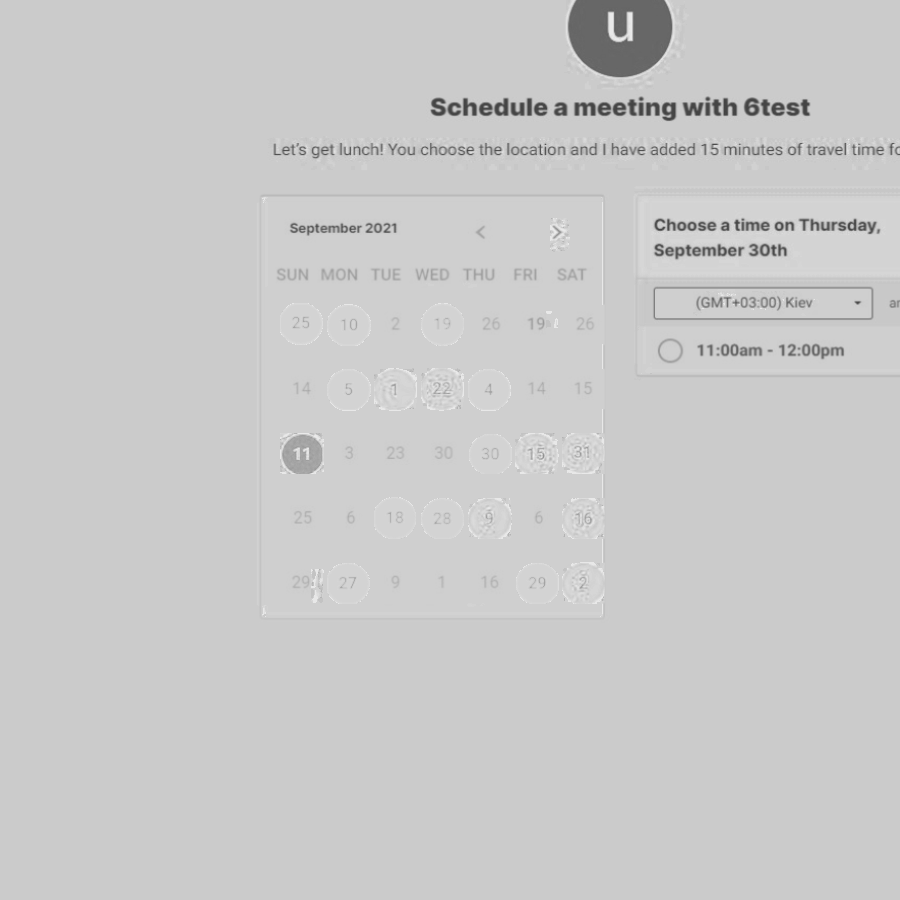 u
Schedule a meeting with 6test
Let's get lunch! You choose the location and I have added 15 minutes of travel time
September 2021
SUN MON TUE WED THU FRI SAT
25 10 2 19 26 19 26
14 5 1 22 4 14 15
11 3 23 30 30 15 31
25 6 18 28 9 6 16
29 27 9 1 16 29 2
Choose a time on Thursday,
September 30th
(GMT+03:00) Kiev
11:00am - 12:00pm